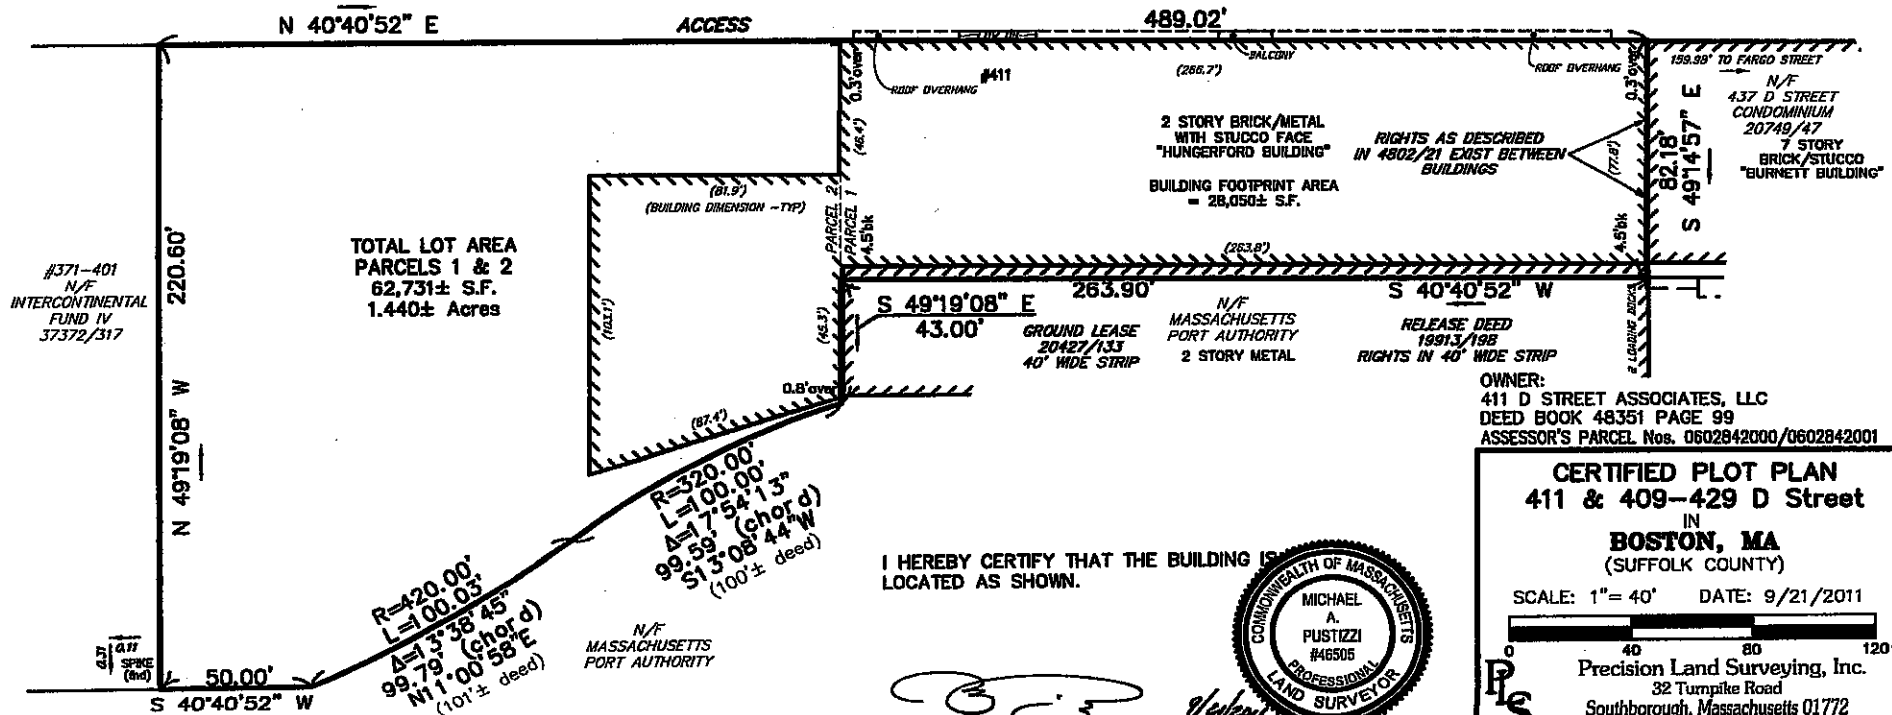 N 40°40'52" E
ACCESS
489.02'
ROOF OVERHANG
#411
0.3'over
(46.4')
(266.7')
BALCONY
ROOF OVERHANG
0.3'over
159.98' TO FARGO STREET
N/F
437 D STREET
CONDOMINIUM
20749/47
7 STORY
BRICK/STUCCO
"BURNETT BUILDING"
82.18'
S 49°14'57" E
(77.8')
2 STORY BRICK/METAL
WITH STUCCO FACE
"HUNGERFORD BUILDING"
BUILDING FOOTPRINT AREA
= 28,050± S.F.
RIGHTS AS DESCRIBED
IN 4802/21 EXIST BETWEEN
BUILDINGS
(81.9')
(BUILDING DIMENSION -TYP)
PARCEL 2
PARCEL 1
4.5'bk
(263.8')
4.5'bk
TOTAL LOT AREA
PARCELS 1 & 2
62,731± S.F.
1.440± Acres
220.60'
N 49°19'08" W
#371-401
N/F
INTERCONTINENTAL
FUND IV
37372/317
(103.1')
(45.3')
0.8'over
(87.4')
S 49°19'08" E
43.00'
263.90'
S 40°40'52" W
GROUND LEASE
20427/133
40' WIDE STRIP
N/F
MASSACHUSETTS
PORT AUTHORITY
2 STORY METAL
RELEASE DEED
19913/198
RIGHTS IN 40' WIDE STRIP
2 LOADING DOCKS
R=320.00'
L=100.00'
Δ=17°54'13"
99.59' (chord)
S13°08'44"W
(100'± deed)
R=420.00'
L=100.03'
Δ=13°38'45"
99.79' (chord)
N11°00'58"E
(101'± deed)
N/F
MASSACHUSETTS
PORT AUTHORITY
0.31
0.11
SPIKE
(fnd)
50.00'
S 40°40'52" W
I HEREBY CERTIFY THAT THE BUILDING IS
LOCATED AS SHOWN.
COMMONWEALTH OF MASSACHUSETTS
MICHAEL
A.
PUSTIZZI
#46505
PROFESSIONAL
LAND SURVEYOR
OWNER:
411 D STREET ASSOCIATES, LLC
DEED BOOK 48351 PAGE 99
ASSESSOR'S PARCEL Nos. 0602842000/0602842001
CERTIFIED PLOT PLAN
411 & 409-429 D Street
IN
BOSTON, MA
(SUFFOLK COUNTY)
SCALE: 1"= 40' DATE: 9/21/2011
0 40 80 120
PLS
Precision Land Surveying, Inc.
32 Turnpike Road
Southborough, Massachusetts 01772